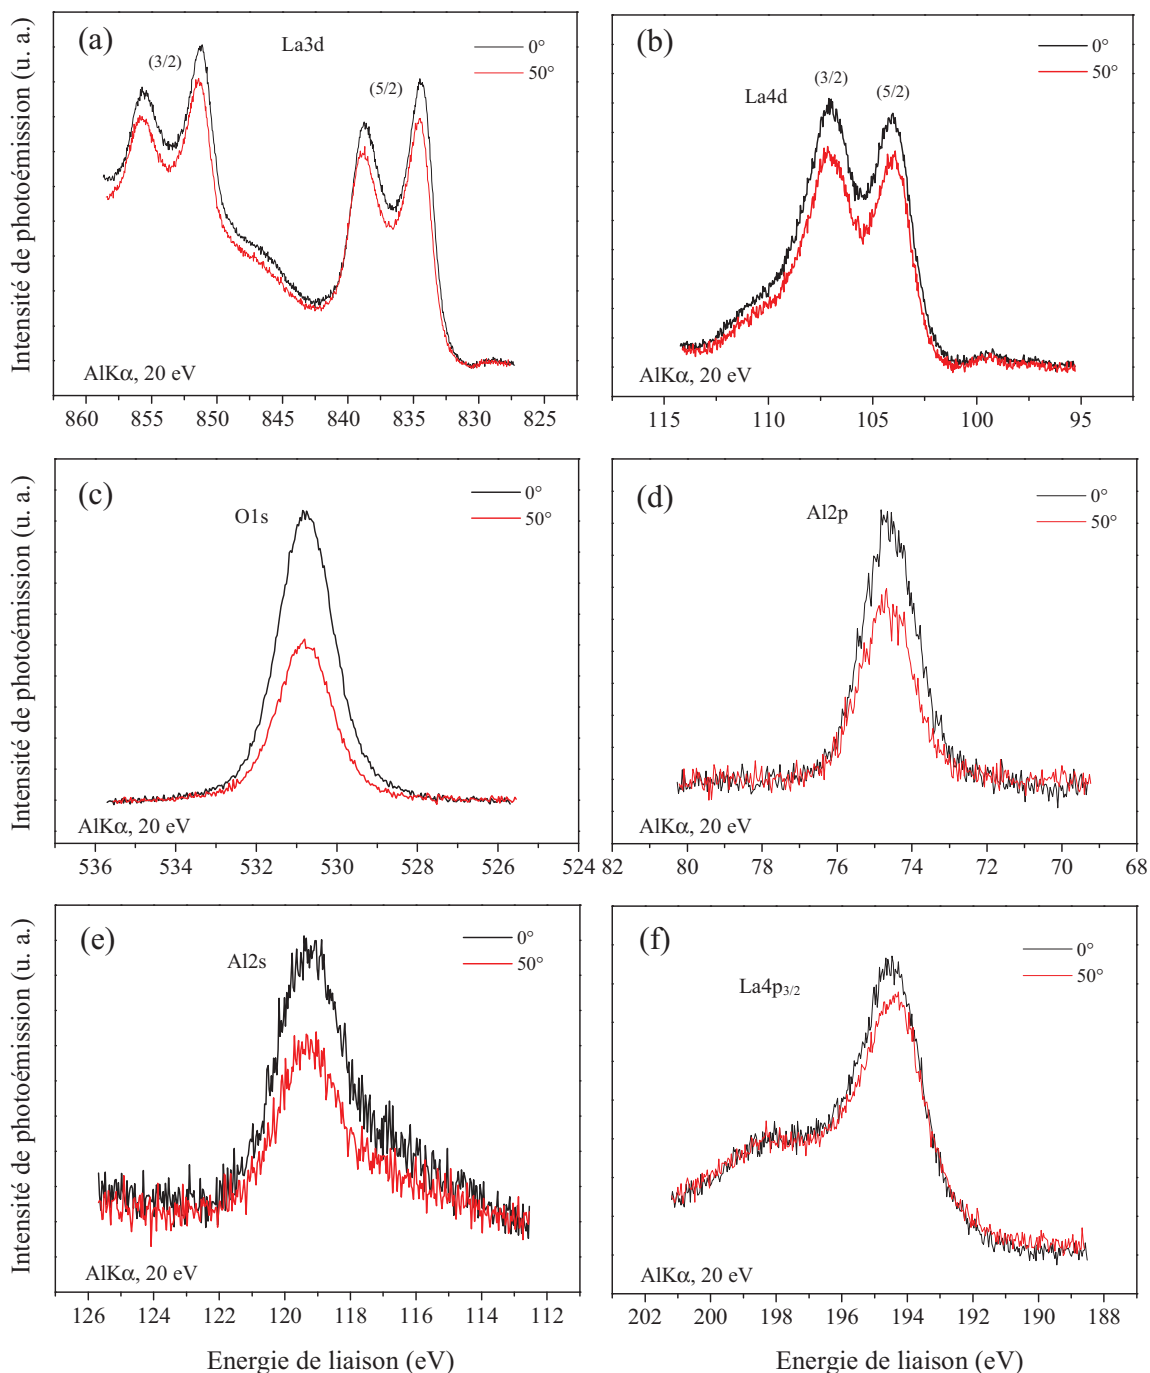 Intensité de photoémission (u. a.)
(a)
La3d
0°
50°
(3/2)
(5/2)
AlKα, 20 eV
860 855 850 845 840 835 830 825
(b)
La4d
0°
50°
(3/2)
(5/2)
AlKα, 20 eV
115 110 105 100 95
Intensité de photoémission (u. a.)
(c)
O1s
0°
50°
AlKα, 20 eV
536 534 532 530 528 526 524
(d)
Al2p
0°
50°
AlKα, 20 eV
82 80 78 76 74 72 70 68
Intensité de photoémission (u. a.)
(e)
Al2s
0°
50°
AlKα, 20 eV
126 124 122 120 118 116 114 112
Energie de liaison (eV)
(f)
La4p3/2
0°
50°
AlKα, 20 eV
202 200 198 196 194 192 190 188
Energie de liaison (eV)